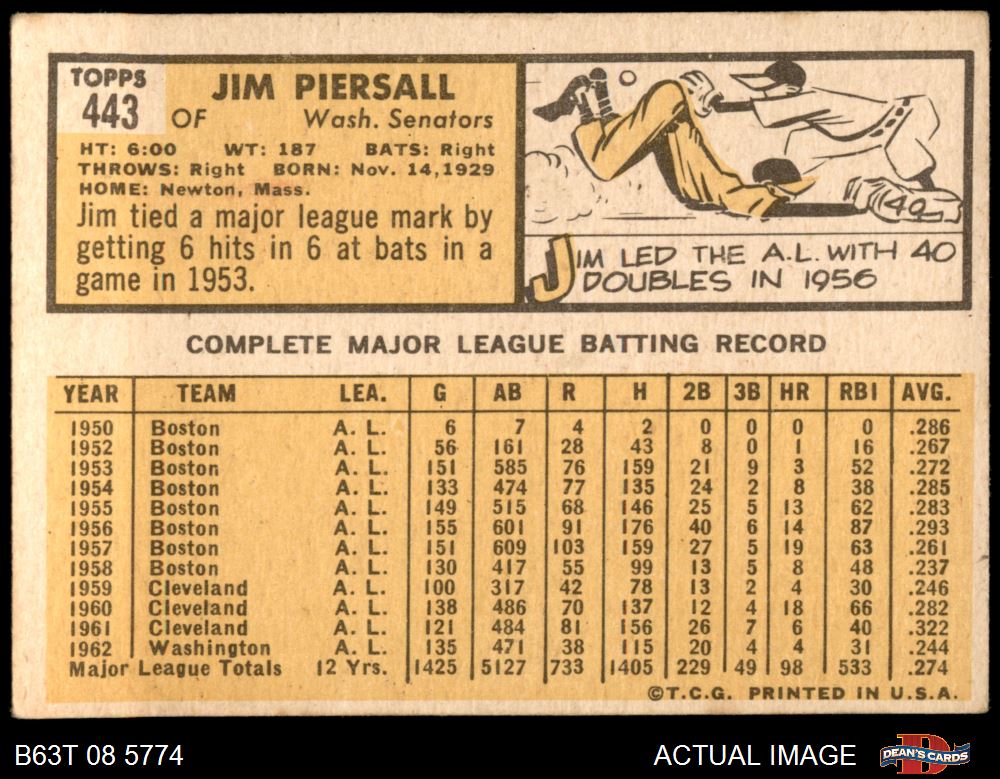 TOPPS
443
JIM PIERSALL
OF Wash. Senators
HT: 6:00 WT: 187 BATS: Right
THROWS: Right BORN: Nov. 14, 1929
HOME: Newton, Mass.
Jim tied a major league mark by
getting 6 hits in 6 at bats in a
game in 1953.
40
JIM LED THE A.L. WITH 40
DOUBLES IN 1956
COMPLETE MAJOR LEAGUE BATTING RECORD
YEAR TEAM LEA. G AB R H 2B 3B HR RBI AVG.
1950 Boston A. L. 6 7 4 2 0 0 0 0 .286
1952 Boston A. L. 56 161 28 43 8 0 1 16 .267
1953 Boston A. L. 151 585 76 159 21 9 3 52 .272
1954 Boston A. L. 133 474 77 135 24 2 8 38 .285
1955 Boston A. L. 149 515 68 146 25 5 13 62 .283
1956 Boston A. L. 155 601 91 176 40 6 14 87 .293
1957 Boston A. L. 151 609 103 159 27 5 19 63 .261
1958 Boston A. L. 130 417 55 99 13 5 8 48 .237
1959 Cleveland A. L. 100 317 42 78 13 2 4 30 .246
1960 Cleveland A. L. 138 486 70 137 12 4 18 66 .282
1961 Cleveland A. L. 121 484 81 156 26 7 6 40 .322
1962 Washington A. L. 135 471 38 115 20 4 4 31 .244
Major League Totals 12 Yrs. 1425 5127 733 1405 229 49 98 533 .274
©T.C.G. PRINTED IN U.S.A.
B63T 08 5774 ACTUAL IMAGE DEAN'S CARDS